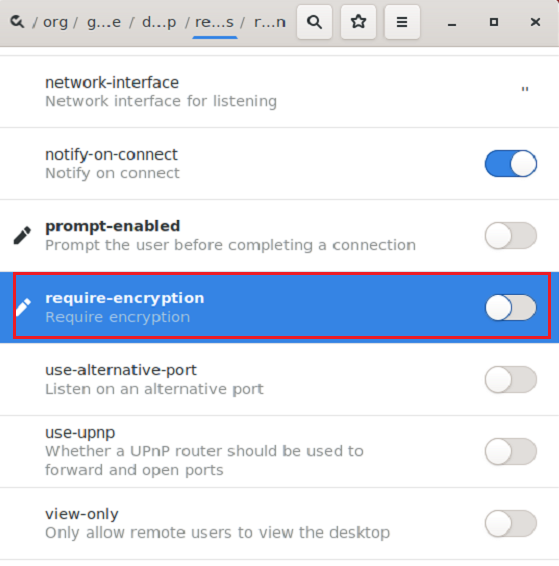 / org / g...e / d...p / re...s / r...n
network-interface
''
Network interface for listening
notify-on-connect
Notify on connect
prompt-enabled
Prompt the user before completing a connection
require-encryption
Require encryption
use-alternative-port
Listen on an alternative port
use-upnp
Whether a UPnP router should be used to
forward and open ports
view-only
Only allow remote users to view the desktop